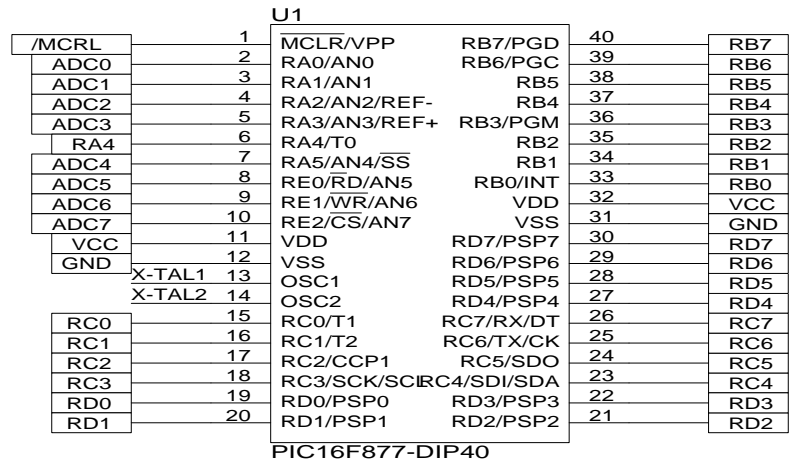 U1
/MCRL 1 MCLR/VPP RB7/PGD 40 RB7
ADC0 2 RA0/AN0 RB6/PGC 39 RB6
ADC1 3 RA1/AN1 RB5 38 RB5
ADC2 4 RA2/AN2/REF- RB4 37 RB4
ADC3 5 RA3/AN3/REF+ RB3/PGM 36 RB3
RA4 6 RA4/T0 RB2 35 RB2
ADC4 7 RA5/AN4/SS RB1 34 RB1
ADC5 8 RE0/RD/AN5 RB0/INT 33 RB0
ADC6 9 RE1/WR/AN6 VDD 32 VCC
ADC7 10 RE2/CS/AN7 VSS 31 GND
VCC 11 VDD RD7/PSP7 30 RD7
GND 12 VSS RD6/PSP6 29 RD6
X-TAL1 13 OSC1 RD5/PSP5 28 RD5
X-TAL2 14 OSC2 RD4/PSP4 27 RD4
RC0 15 RC0/T1 RC7/RX/DT 26 RC7
RC1 16 RC1/T2 RC6/TX/CK 25 RC6
RC2 17 RC2/CCP1 RC5/SDO 24 RC5
RC3 18 RC3/SCK/SCL RC4/SDI/SDA 23 RC4
RD0 19 RD0/PSP0 RD3/PSP3 22 RD3
RD1 20 RD1/PSP1 RD2/PSP2 21 RD2
PIC16F877-DIP40